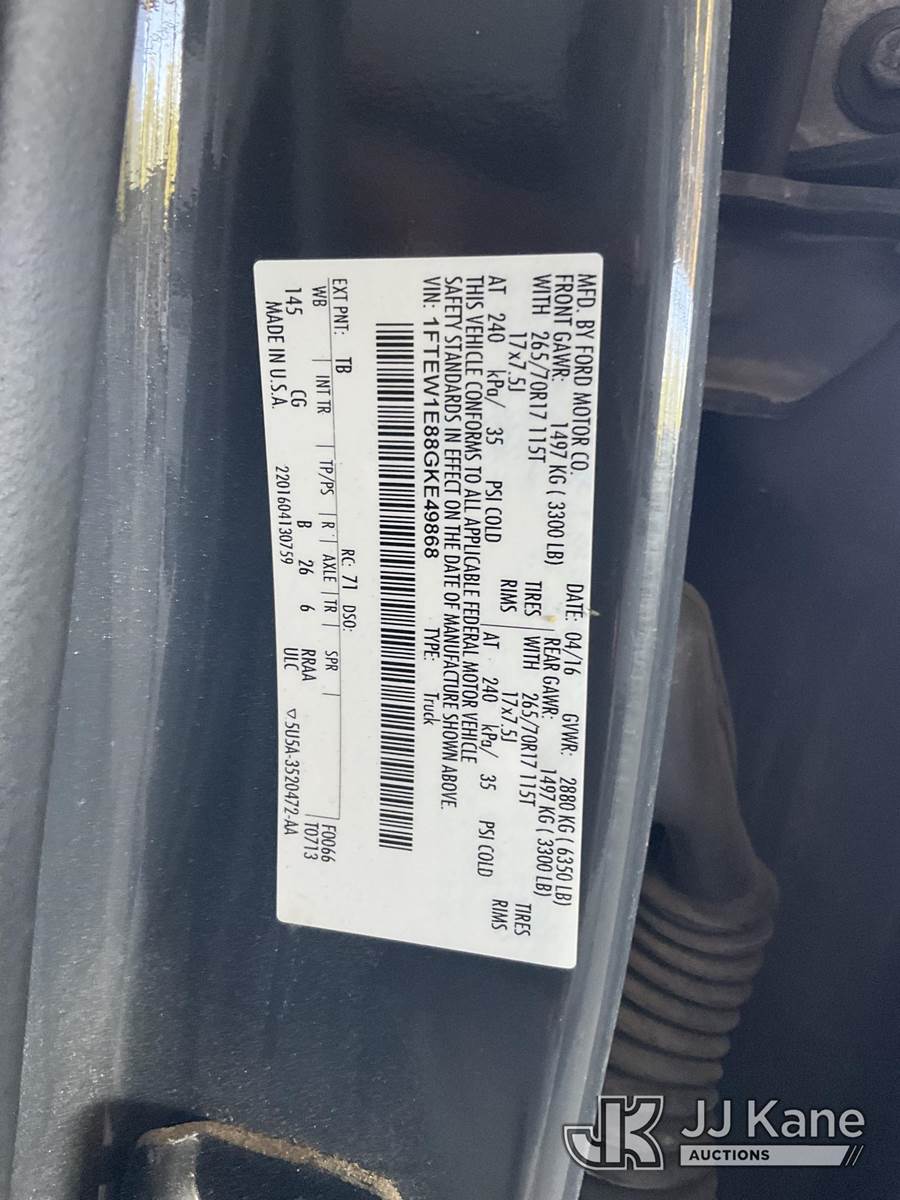 MFD. BY FORD MOTOR CO.
DATE: 04/16 GVWR: 2880 KG ( 6350 LB)
FRONT GAWR: 1497 KG ( 3300 LB) REAR GAWR: 1497 KG ( 3300 LB)
WITH 265/70R17 115T TIRES WITH 265/70R17 115T TIRES
17x7.5J RIMS 17x7.5J RIMS
AT 240 kPa/ 35 PSI COLD AT 240 kPa/ 35 PSI COLD
THIS VEHICLE CONFORMS TO ALL APPLICABLE FEDERAL MOTOR VEHICLE
SAFETY STANDARDS IN EFFECT ON THE DATE OF MANUFACTURE SHOWN ABOVE.
VIN: 1FTEW1E88GKE49868 TYPE: Truck
EXT PNT: TB RC: 71 DSO: F0066
WB INT TR TP/PS R AXLE TR SPR T0713
145 CG B 26 6 RRAA
MADE IN U.S.A. 2201604130759 ULC ▽5U5A-3520472-AA
JK JJ Kane
AUCTIONS